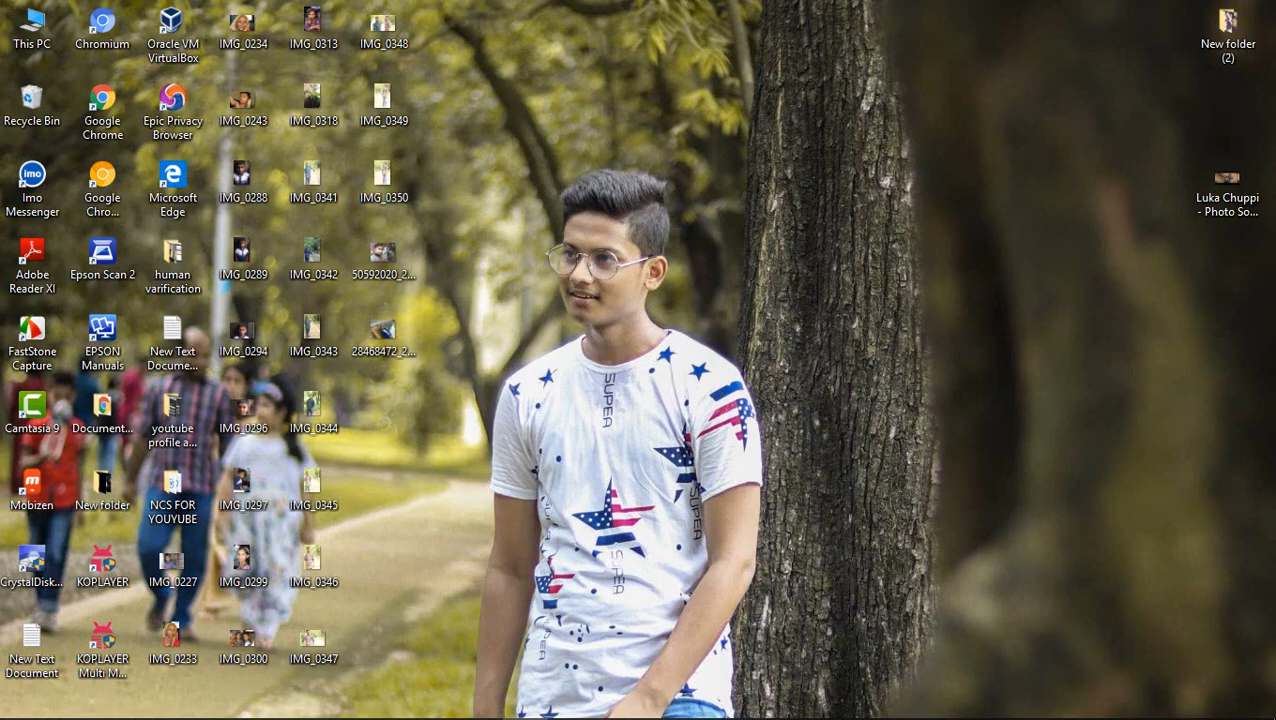 This PC
Chromium
Oracle VM
VirtualBox
IMG_0234
IMG_0313
IMG_0348
New folder
(2)
Recycle Bin
Google
Chrome
Epic Privacy
Browser
IMG_0243
IMG_0318
IMG_0349
imo
Imo
Messenger
Google
Chro...
Microsoft
Edge
IMG_0288
IMG_0341
IMG_0350
Luka Chuppi
- Photo So...
Adobe
Reader XI
Epson Scan 2
human
varification
IMG_0289
IMG_0342
50592020_2...
FastStone
Capture
EPSON
Manuals
New Text
Docume...
IMG_0294
IMG_0343
28468472_2...
Camtasia 9
Document...
youtube
profile a...
IMG_0296
IMG_0344
Mobizen
New folder
NCS FOR
YOUYUBE
IMG_0297
IMG_0345
CrystalDisk...
KOPLAYER
IMG_0227
IMG_0299
IMG_0346
New Text
Document
KOPLAYER
Multi M...
IMG_0233
IMG_0300
IMG_0347